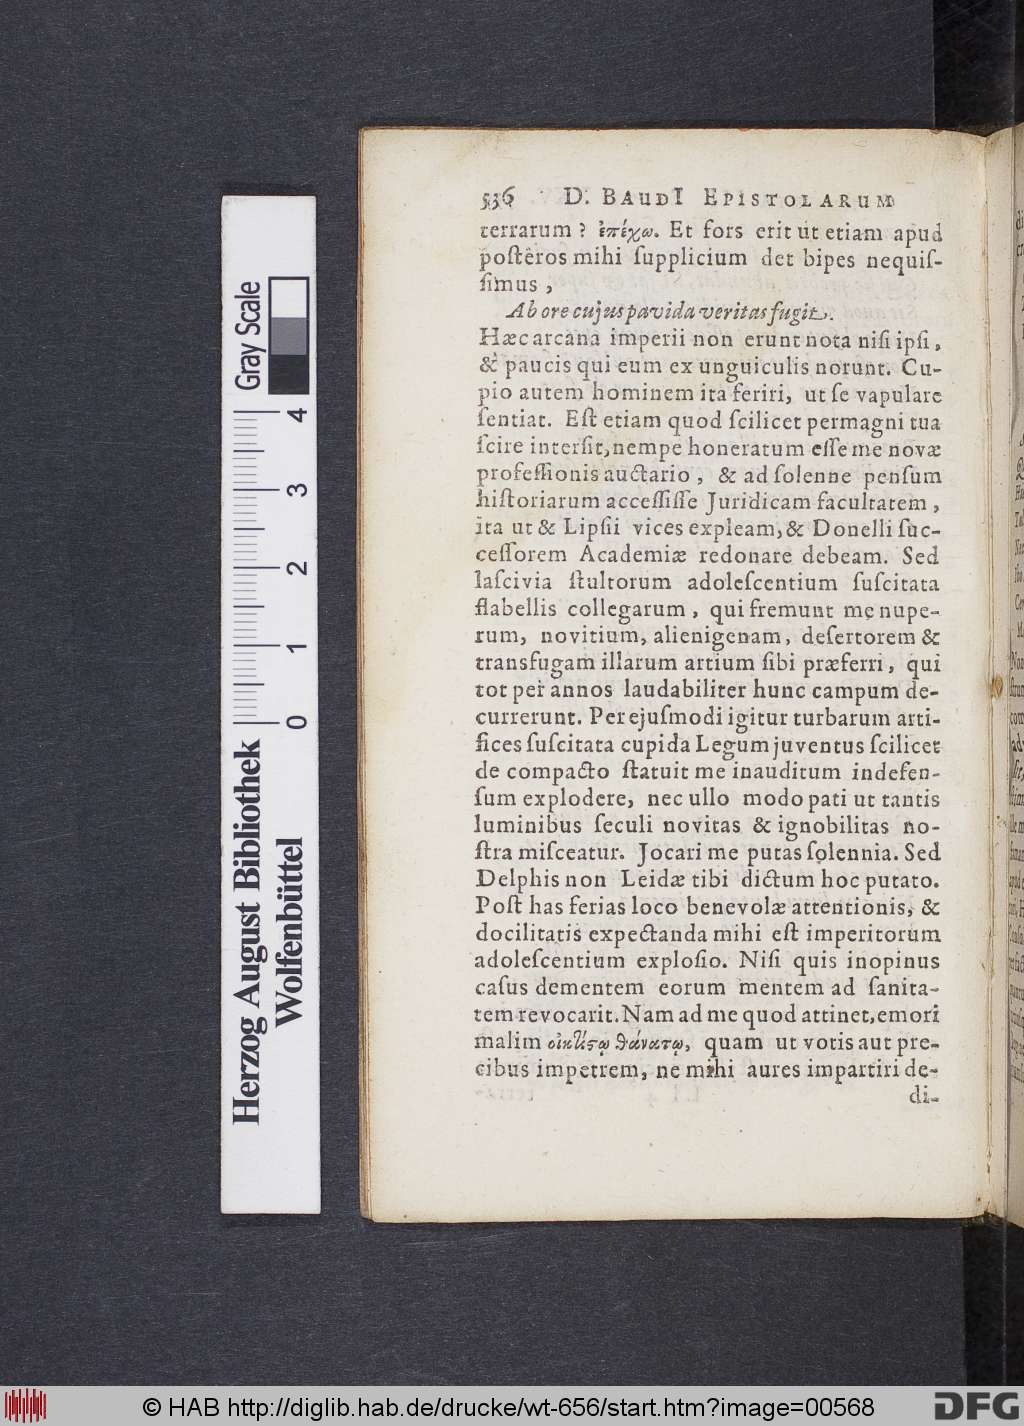 536 D. BAUDI EPISTOLARUM
terrarum? ἐπέχω. Et fors erit ut etiam apud
posteros mihi supplicium det bipes nequiſ-
ſimus,
Ab ore cujus pavida veritas fugit.
Hæc arcana imperii non erunt nota niſi ipſi,
& paucis qui eum ex unguiculis norunt. Cu-
pio autem hominem ita feriri, ut ſe vapulare
ſentiat. Eſt etiam quod ſcilicet permagni tua
ſcire interſit, nempe honeratum eſſe me novæ
profeſſionis auctario, & ad ſolenne penſum
hiſtoriarum acceſſiſſe Juridicam facultatem,
ita ut & Lipſii vices expleam, & Donelli ſuc-
ceſſorem Academiæ redonare debeam. Sed
laſcivia ſtultorum adoleſcentium ſuſcitata
flabellis collegarum, qui fremunt me nupe-
rum, novitium, alienigenam, deſertorem &
transfugam illarum artium ſibi præferri, qui
tot per annos laudabiliter hunc campum de-
currerunt. Per ejuſmodi igitur turbarum arti-
fices ſuſcitata cupida Legum juventus ſcilicet
de compacto ſtatuit me inauditum indefen-
ſum explodere, nec ullo modo pati ut tantis
luminibus ſeculi novitas & ignobilitas no-
ſtra miſceatur. Jocari me putas ſolennia. Sed
Delphis non Leidæ tibi dictum hoc putato.
Poſt has ferias loco benevolæ attentionis, &
docilitatis expectanda mihi eſt imperitorum
adoleſcentium exploſio. Niſi quis inopinus
caſus dementem eorum mentem ad ſanita-
tem revocarit. Nam ad me quod attinet, emori
malim οἰκτίςῳ θάνατῳ, quam ut votis aut pre-
cibus impetrem, ne mihi aures impartiri de-
di-
Gray Scale
4
3
2
1
0
Herzog August Bibliothek
Wolfenbüttel
© HAB http://diglib.hab.de/drucke/wt-656/start.htm?image=00568
DFG